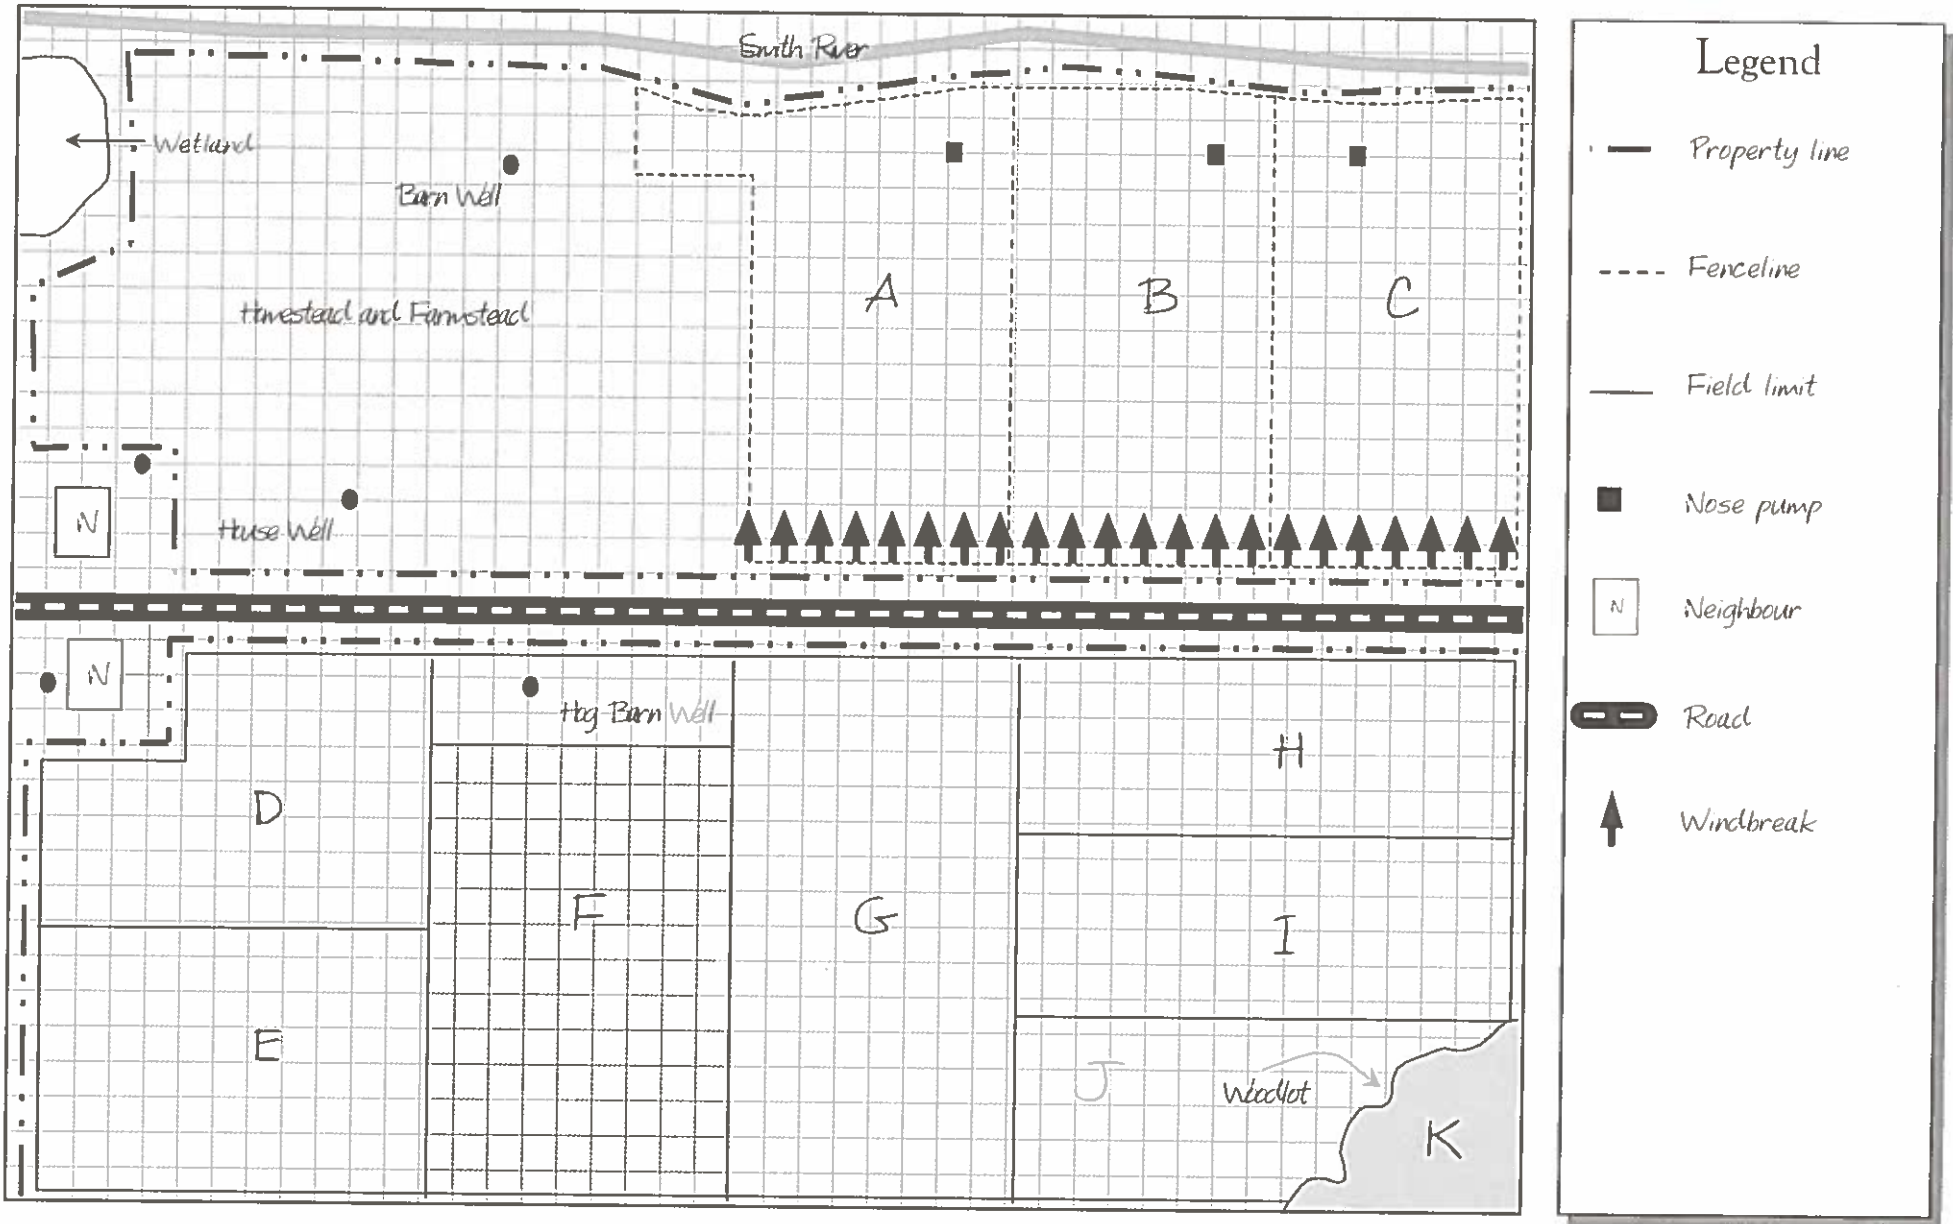 Smith River
Wetland
Barn Well
Homestead and Farmstead
A
B
C
N
House Well
N
Hog Barn Well
D
E
F
G
H
I
J
Woodlot
K
Legend
Property line
Fenceline
Field limit
Nose pump
N
Neighbour
Road
Windbreak